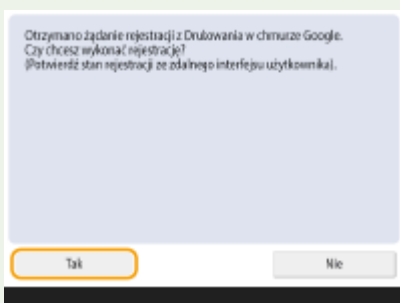 Otrzymano żądanie rejestracji z Drukowania w chmurze Google.
Czy chcesz wykonać rejestrację?
(Potwierdź stan rejestracji ze zdalnego interfejsu użytkownika).
Tak
Nie